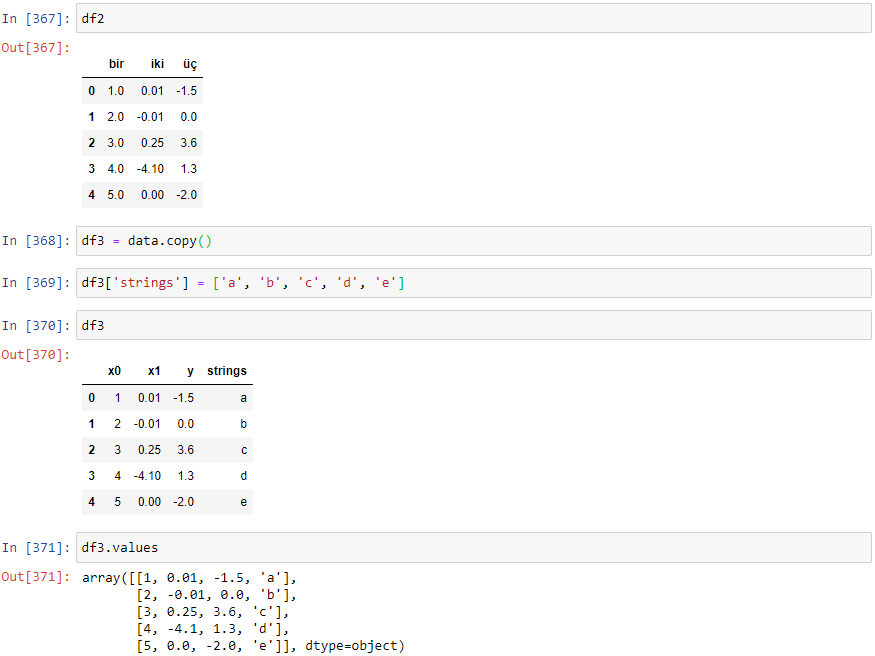 In [367]: df2
Out[367]:
bir iki üç
0 1.0 0.01 -1.5
1 2.0 -0.01 0.0
2 3.0 0.25 3.6
3 4.0 -4.10 1.3
4 5.0 0.00 -2.0
In [368]: df3 = data.copy()
In [369]: df3['strings'] = ['a', 'b', 'c', 'd', 'e']
In [370]: df3
Out[370]:
x0 x1 y strings
0 1 0.01 -1.5 a
1 2 -0.01 0.0 b
2 3 0.25 3.6 c
3 4 -4.10 1.3 d
4 5 0.00 -2.0 e
In [371]: df3.values
Out[371]: array([[1, 0.01, -1.5, 'a'],
[2, -0.01, 0.0, 'b'],
[3, 0.25, 3.6, 'c'],
[4, -4.1, 1.3, 'd'],
[5, 0.0, -2.0, 'e']], dtype=object)